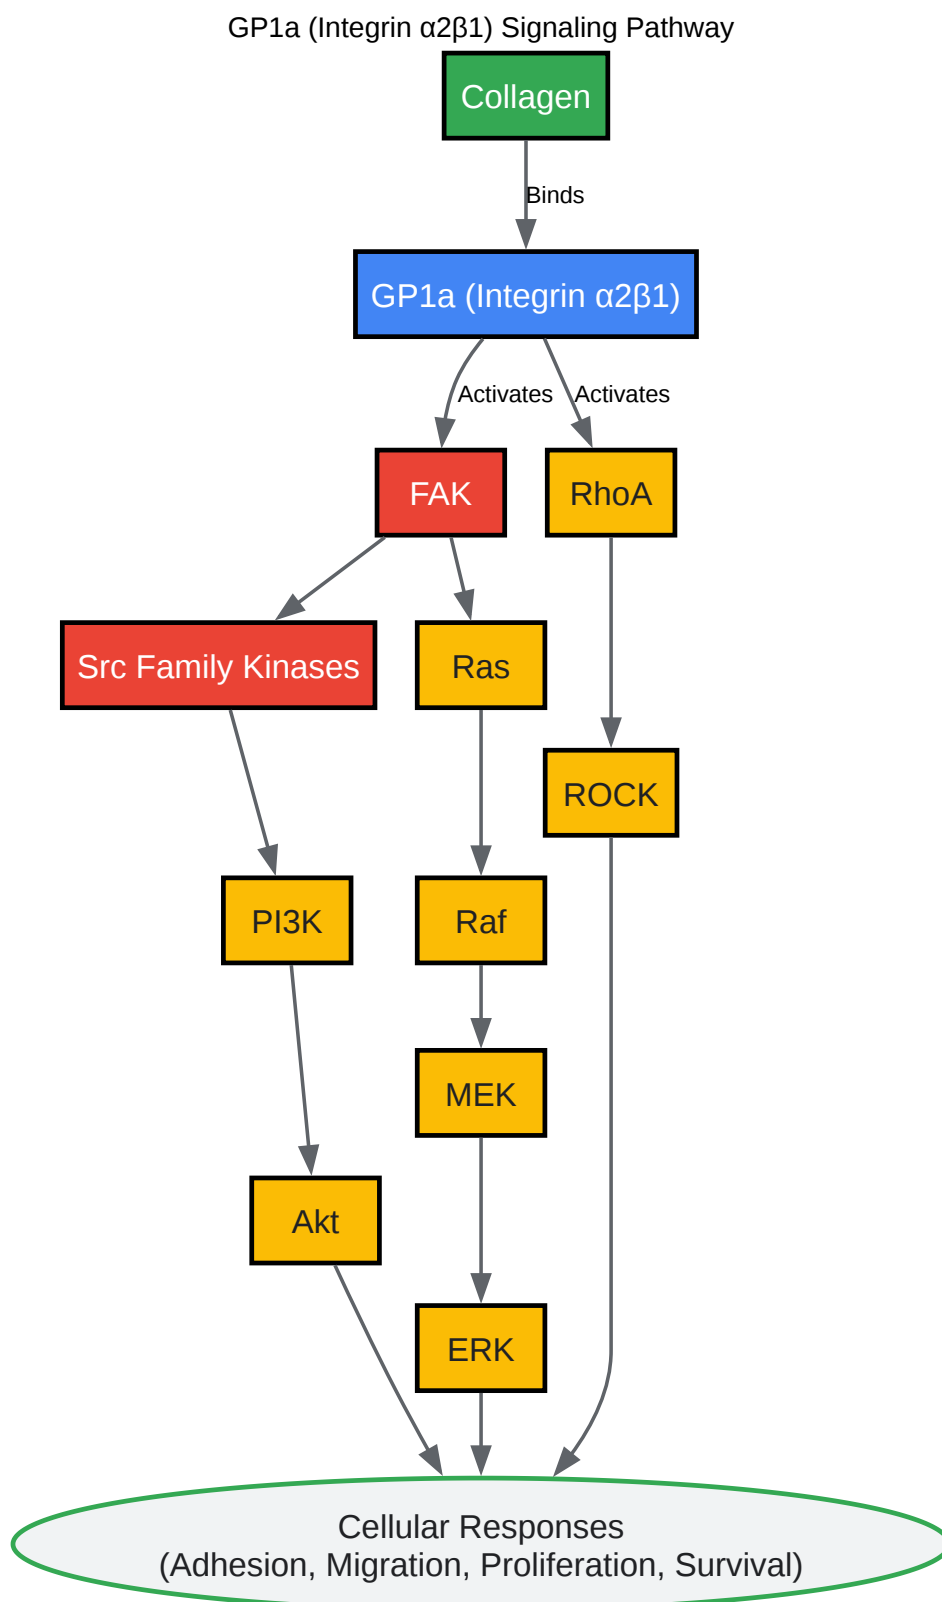 GP1a (Integrin α2β1) Signaling Pathway
Collagen
Binds
GP1a (Integrin α2β1)
Activates
Activates
FAK
RhoA
Src Family Kinases
Ras
ROCK
PI3K
Raf
MEK
Akt
ERK
Cellular Responses
(Adhesion, Migration, Proliferation, Survival)